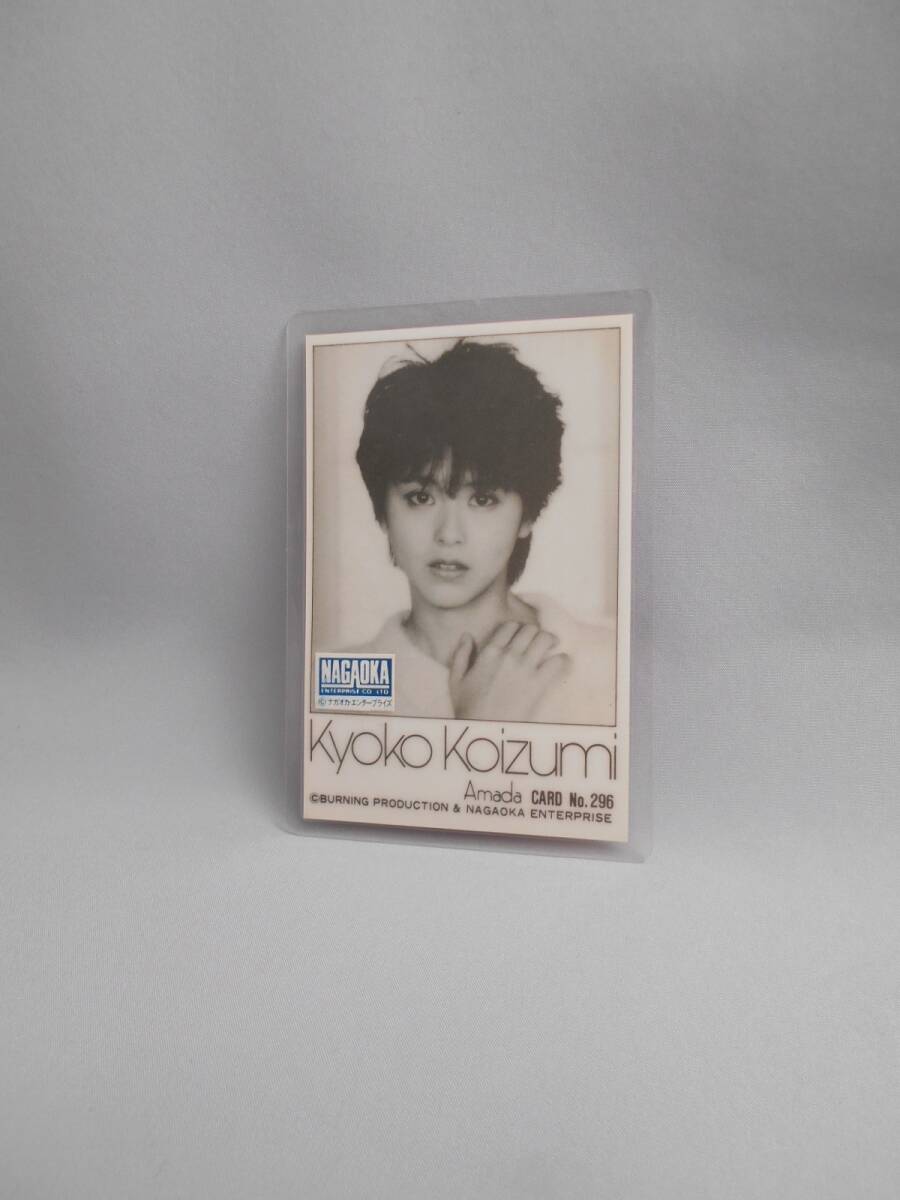 NAGAOKA
ENTERPRISE CO. LTD
©ナガオカ・エンタープライズ
Kyoko Koizumi
Amada CARD No.296
©BURNING PRODUCTION & NAGAOKA ENTERPRISE